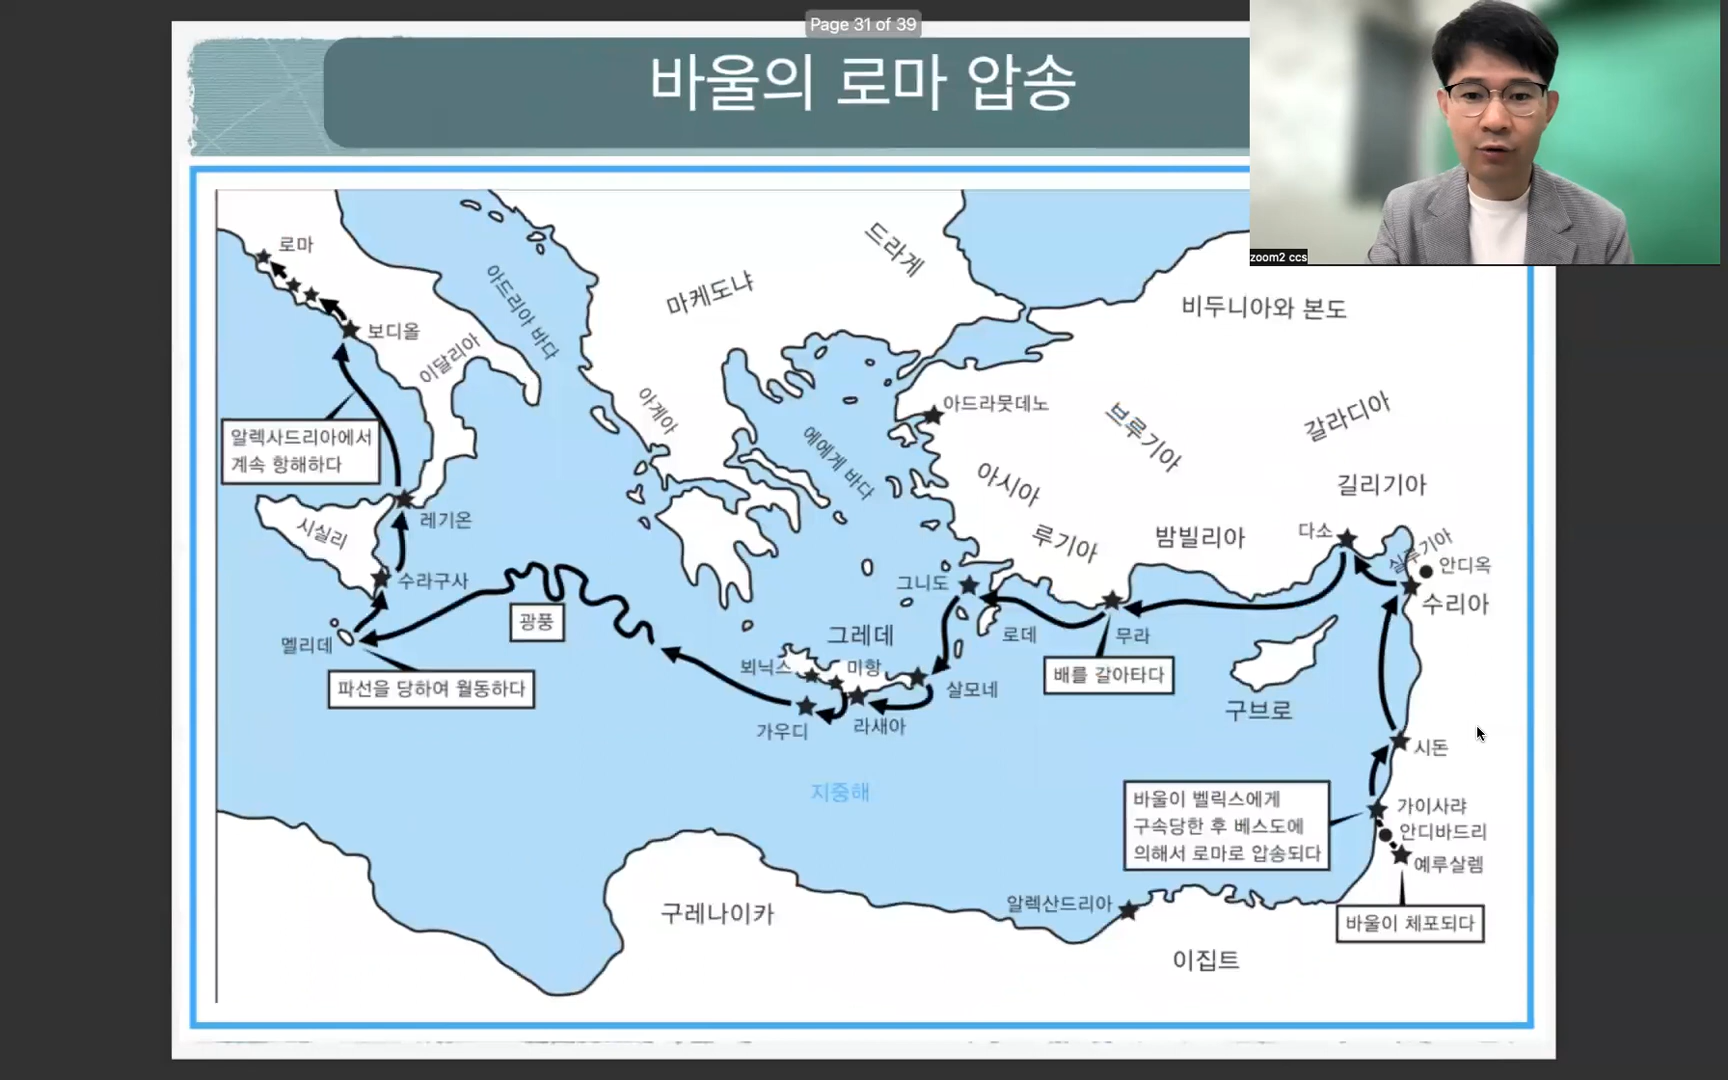 Page 31 of 39
바울의 로마 압송
zoom2 ccs
로마
보디올
이달리아
아드리아 바다
마케도냐
드라게
비두니아와 본도
알렉사드리아에서
계속 항해하다
아게아
에에게 바다
아드라뭇데노
브루기아
갈라디아
아시아
길리기아
루기아
밤빌리아
다소
실루기아
안디옥
수리아
시실리
레기온
수라구사
멜리데
광풍
파선을 당하여 월동하다
그니도
로데
무라
배를 갈아타다
그레데
뵈닉스
미항
살모네
가우디
라새아
구브로
시돈
지중해
바울이 벨릭스에게
구속당한 후 베스도에
의해서 로마로 압송되다
가이사랴
안디바드리
예루살렘
바울이 체포되다
구레나이카
알렉산드리아
이집트